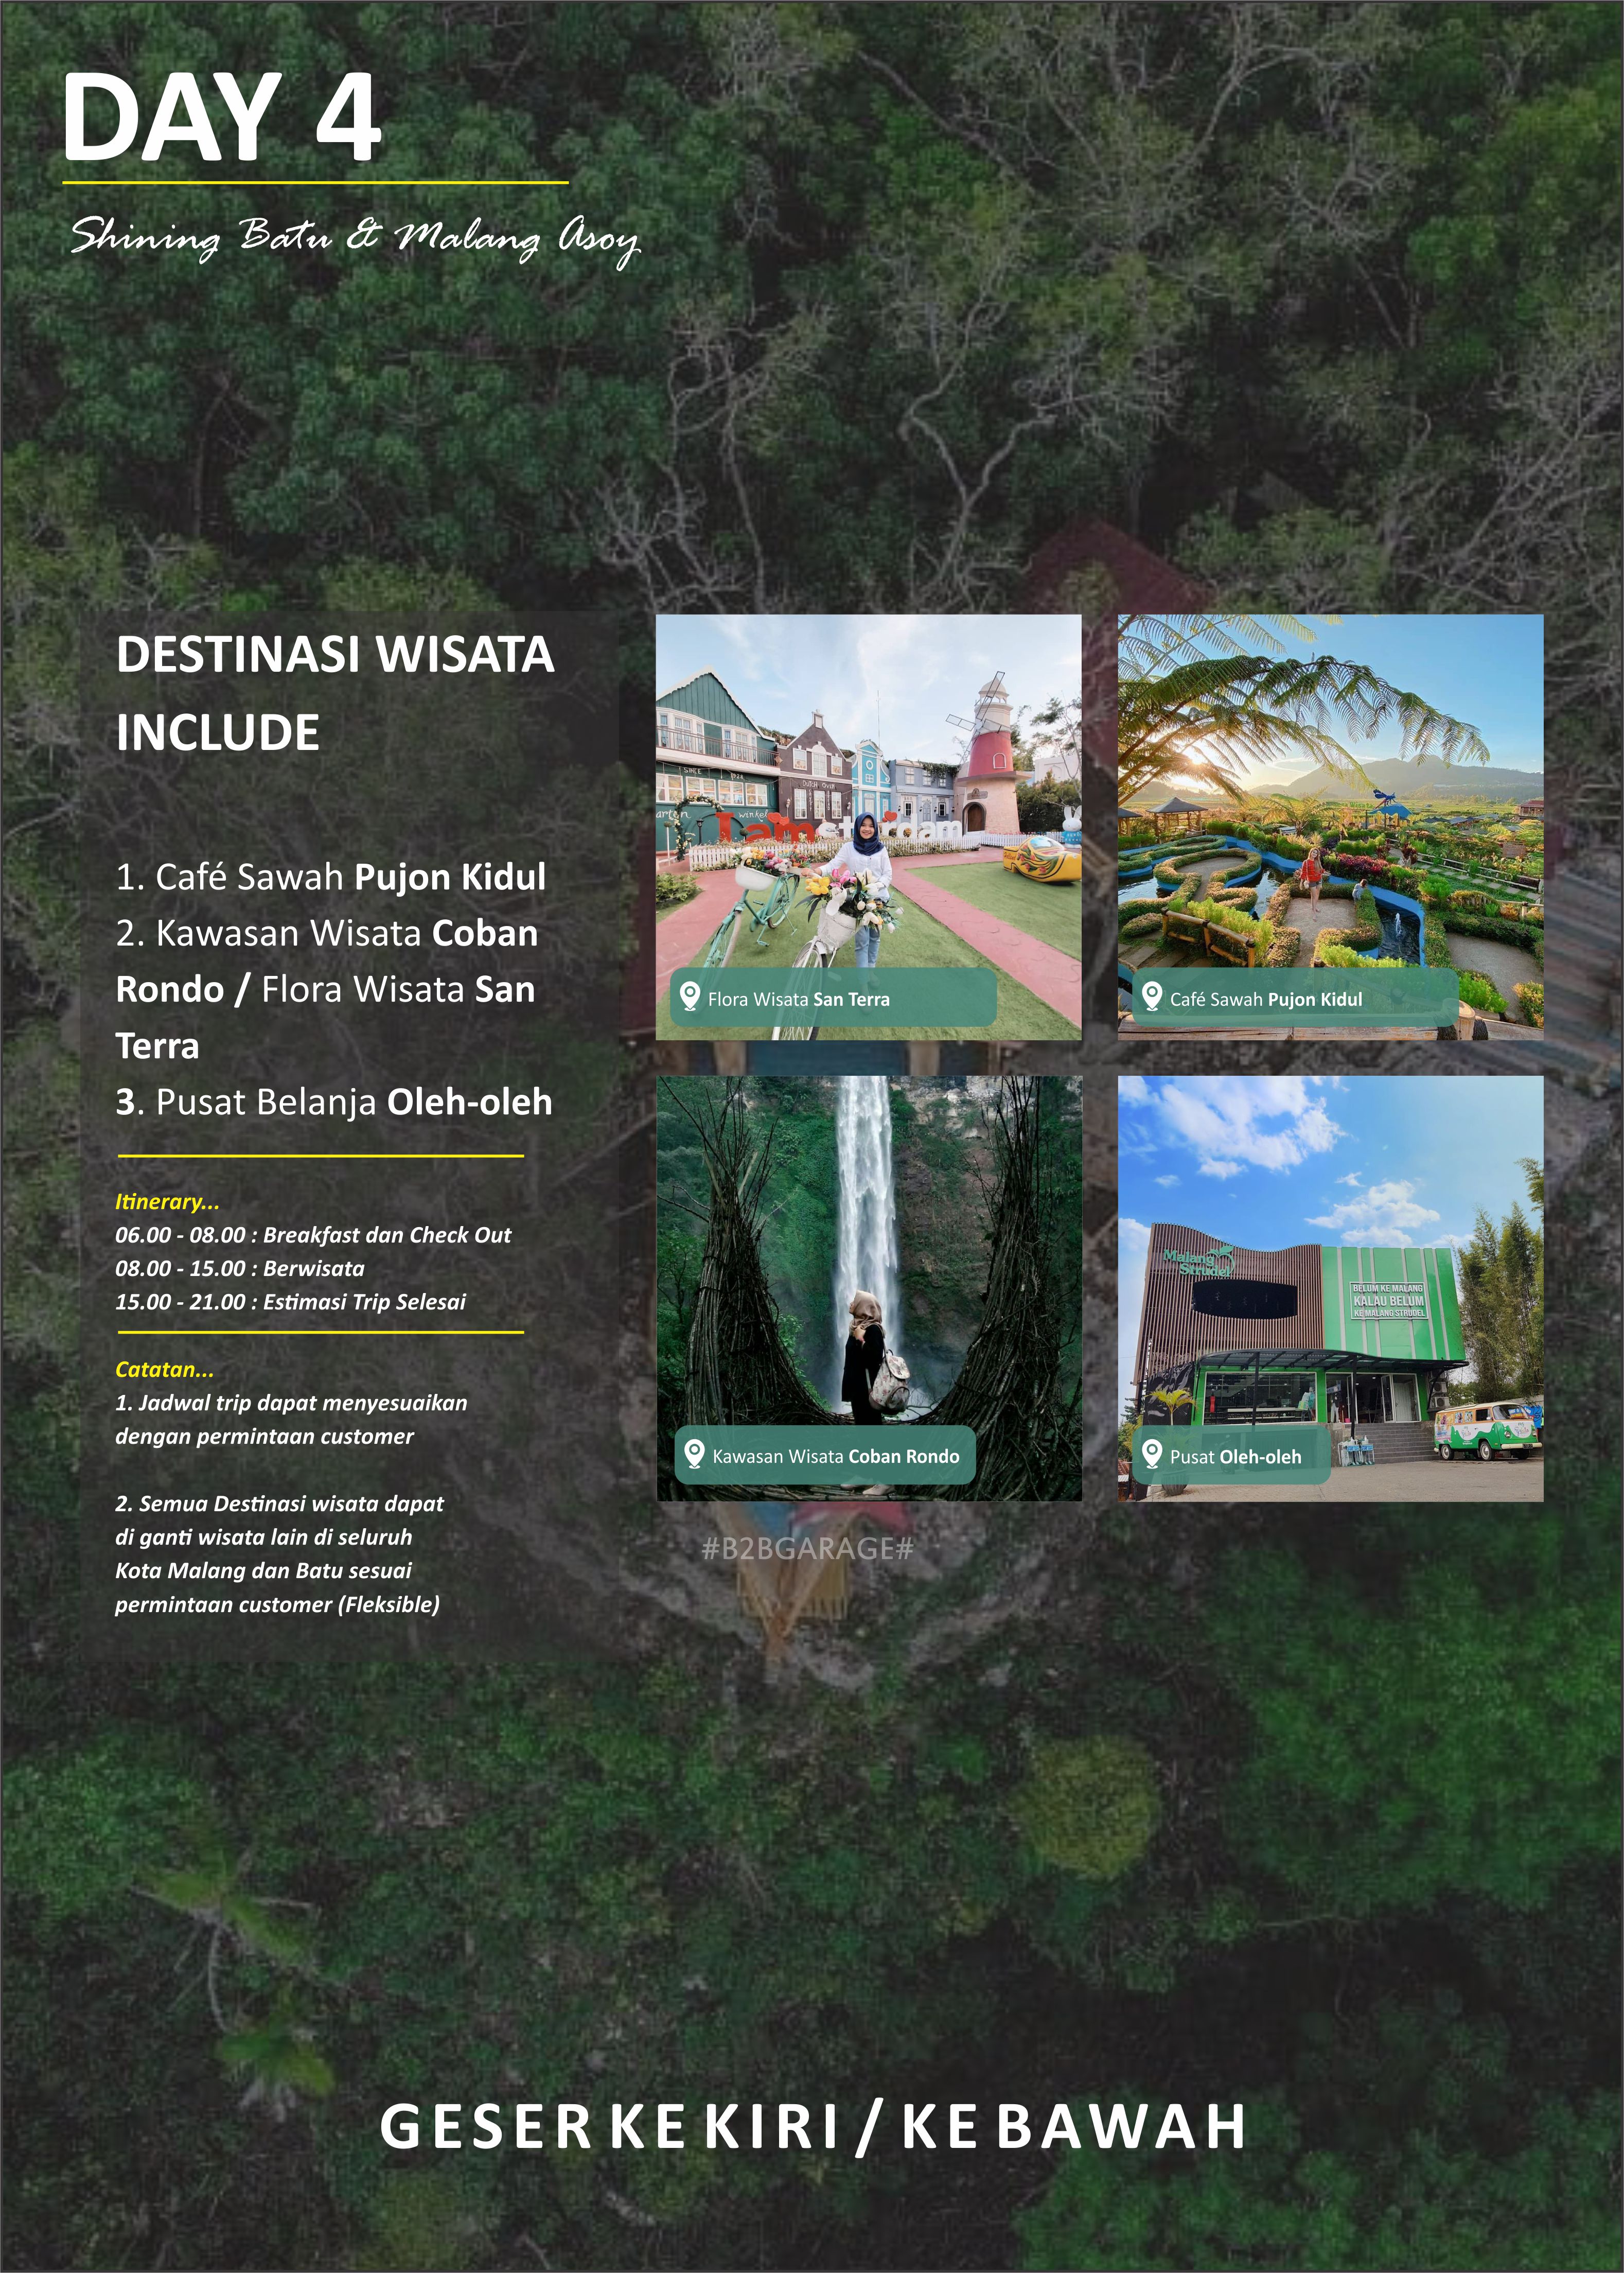 DAY 4
Shining Batu & Malang Asoy
DESTINASI WISATA
INCLUDE
1. Café Sawah Pujon Kidul
2. Kawasan Wisata Coban
Rondo / Flora Wisata San
Terra
3. Pusat Belanja Oleh-oleh
Itinerary...
06.00 - 08.00 : Breakfast dan Check Out
08.00 - 15.00 : Berwisata
15.00 - 21.00 : Estimasi Trip Selesai
Catatan...
1. Jadwal trip dapat menyesuaikan
dengan permintaan customer
2. Semua Destinasi wisata dapat
di ganti wisata lain di seluruh
Kota Malang dan Batu sesuai
permintaan customer (Fleksible)
SINCE
DUTCH OVEN
winkel
I amsterdam
Flora Wisata San Terra
Café Sawah Pujon Kidul
Kawasan Wisata Coban Rondo
Malang
Strudel
BELUM KE MALANG
KALAU BELUM
KE MALANG STRUDEL
Pusat Oleh-oleh
#B2BGARAGE#
GESER KE KIRI / KE BAWAH